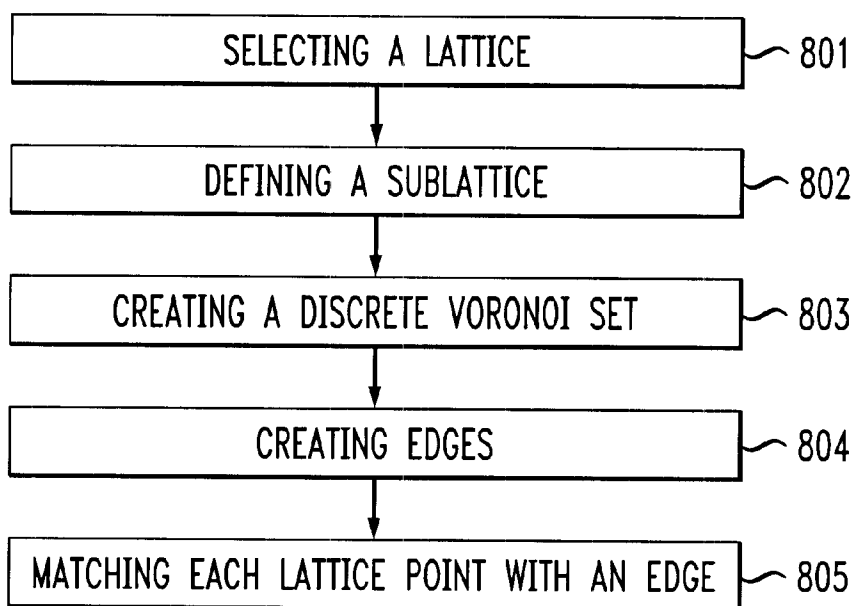 SELECTING A LATTICE 801
DEFINING A SUBLATTICE 802
CREATING A DISCRETE VORONOI SET 803
CREATING EDGES 804
MATCHING EACH LATTICE POINT WITH AN EDGE 805